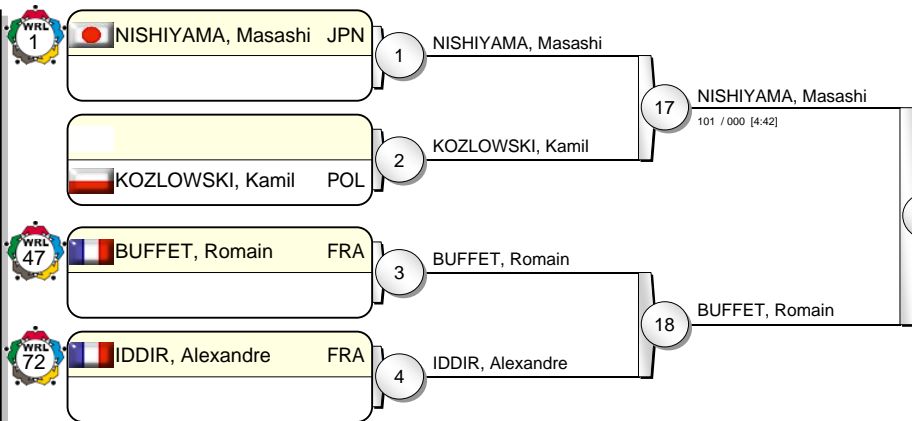 WRL
1
NISHIYAMA, Masashi JPN
1
NISHIYAMA, Masashi
17
NISHIYAMA, Masashi
101 / 000 [4:42]
KOZLOWSKI, Kamil POL
2
KOZLOWSKI, Kamil
WRL
47
BUFFET, Romain FRA
3
BUFFET, Romain
18
BUFFET, Romain
WRL
72
IDDIR, Alexandre FRA
4
IDDIR, Alexandre